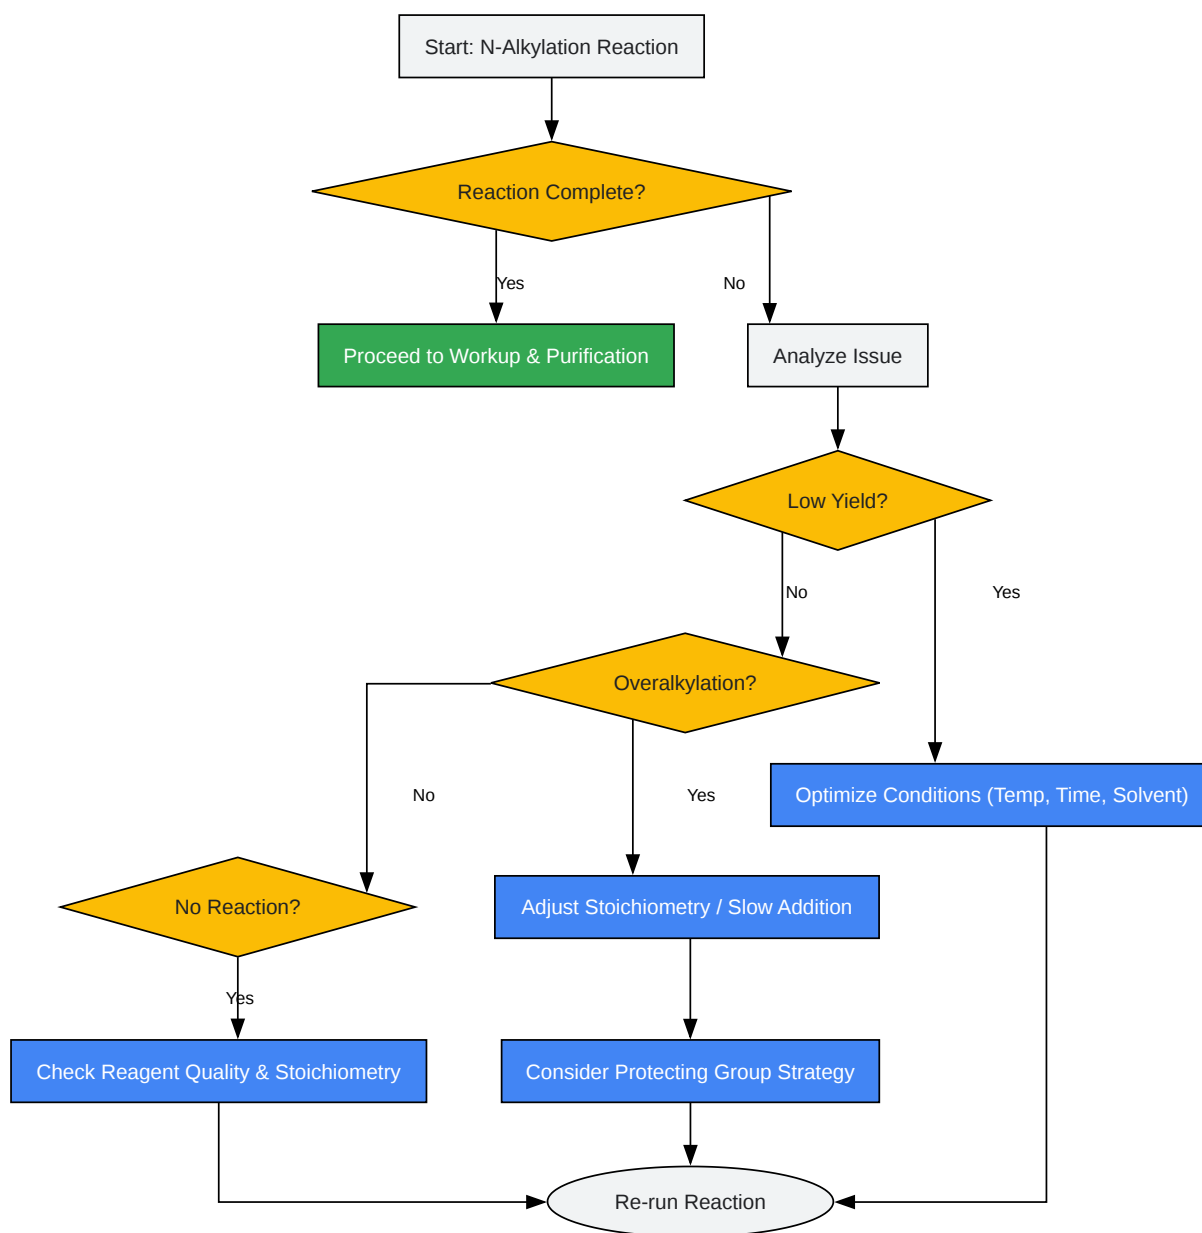 Start: N-Alkylation Reaction
Reaction Complete?
Yes
No
Proceed to Workup & Purification
Analyze Issue
Low Yield?
No
Yes
Overalkylation?
No
Yes
Optimize Conditions (Temp, Time, Solvent)
No Reaction?
Adjust Stoichiometry / Slow Addition
Yes
Check Reagent Quality & Stoichiometry
Consider Protecting Group Strategy
Re-run Reaction